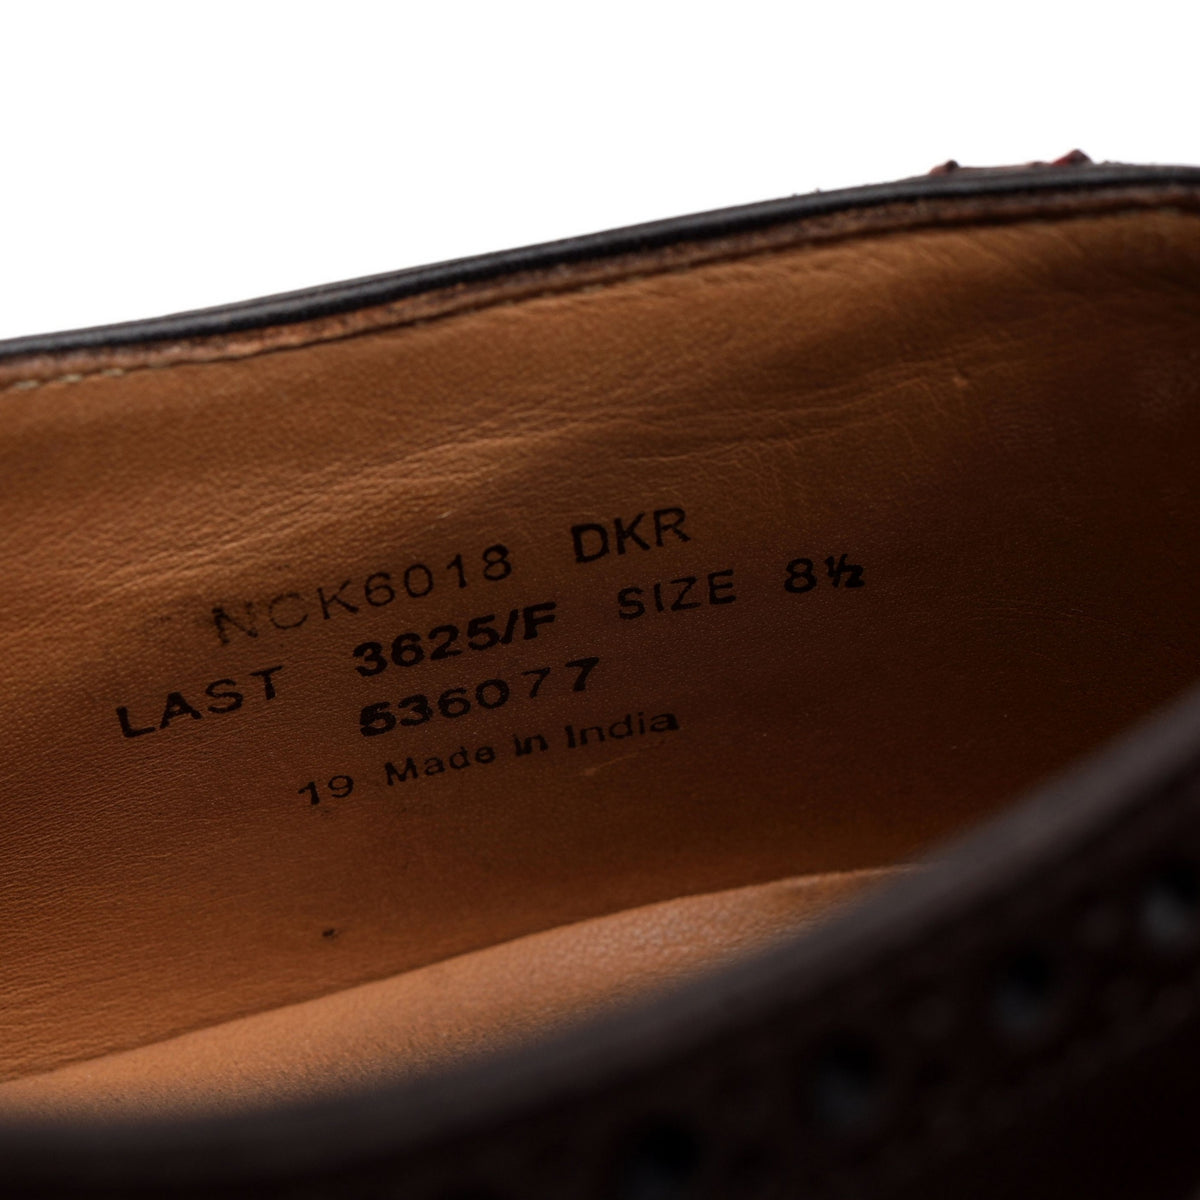 NCK6018 DKR
LAST 3625/F SIZE 8½
536077
19 Made in India